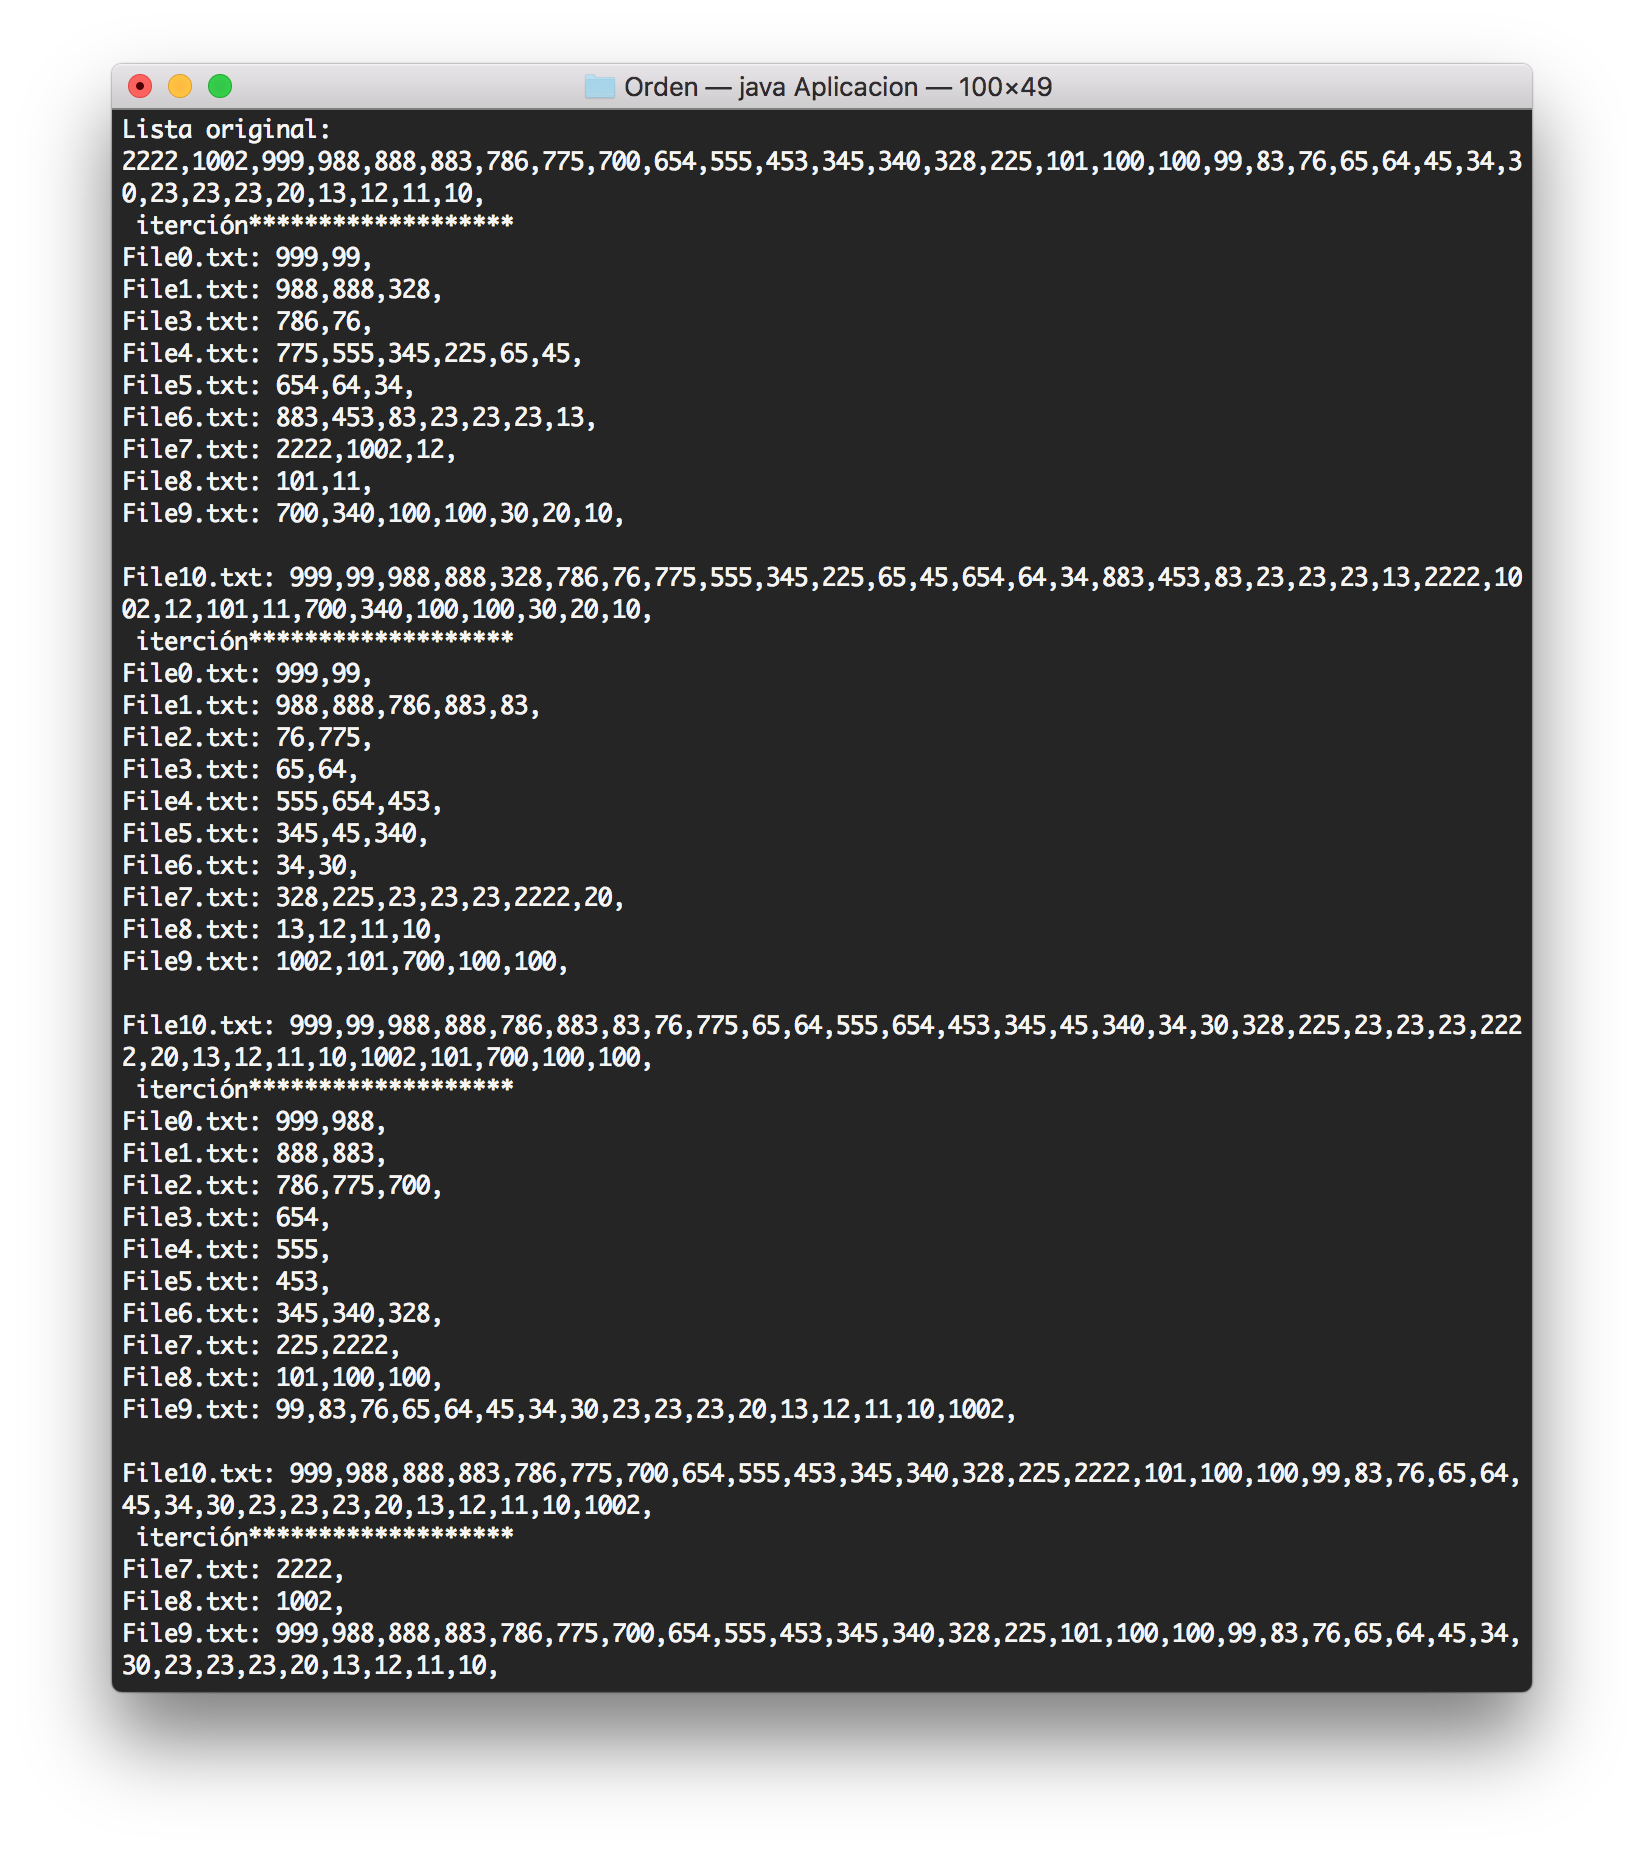 Orden — java Aplicacion — 100×49
Lista original:
2222,1002,999,988,888,883,786,775,700,654,555,453,345,340,328,225,101,100,100,99,83,76,65,64,45,34,3
0,23,23,23,20,13,12,11,10,
iterción*******************
File0.txt: 999,99,
File1.txt: 988,888,328,
File3.txt: 786,76,
File4.txt: 775,555,345,225,65,45,
File5.txt: 654,64,34,
File6.txt: 883,453,83,23,23,23,13,
File7.txt: 2222,1002,12,
File8.txt: 101,11,
File9.txt: 700,340,100,100,30,20,10,
File10.txt: 999,99,988,888,328,786,76,775,555,345,225,65,45,654,64,34,883,453,83,23,23,23,13,2222,10
02,12,101,11,700,340,100,100,30,20,10,
iterción*******************
File0.txt: 999,99,
File1.txt: 988,888,786,883,83,
File2.txt: 76,775,
File3.txt: 65,64,
File4.txt: 555,654,453,
File5.txt: 345,45,340,
File6.txt: 34,30,
File7.txt: 328,225,23,23,23,2222,20,
File8.txt: 13,12,11,10,
File9.txt: 1002,101,700,100,100,
File10.txt: 999,99,988,888,786,883,83,76,775,65,64,555,654,453,345,45,340,34,30,328,225,23,23,23,222
2,20,13,12,11,10,1002,101,700,100,100,
iterción*******************
File0.txt: 999,988,
File1.txt: 888,883,
File2.txt: 786,775,700,
File3.txt: 654,
File4.txt: 555,
File5.txt: 453,
File6.txt: 345,340,328,
File7.txt: 225,2222,
File8.txt: 101,100,100,
File9.txt: 99,83,76,65,64,45,34,30,23,23,23,20,13,12,11,10,1002,
File10.txt: 999,988,888,883,786,775,700,654,555,453,345,340,328,225,2222,101,100,100,99,83,76,65,64,
45,34,30,23,23,23,20,13,12,11,10,1002,
iterción*******************
File7.txt: 2222,
File8.txt: 1002,
File9.txt: 999,988,888,883,786,775,700,654,555,453,345,340,328,225,101,100,100,99,83,76,65,64,45,34,
30,23,23,23,20,13,12,11,10,